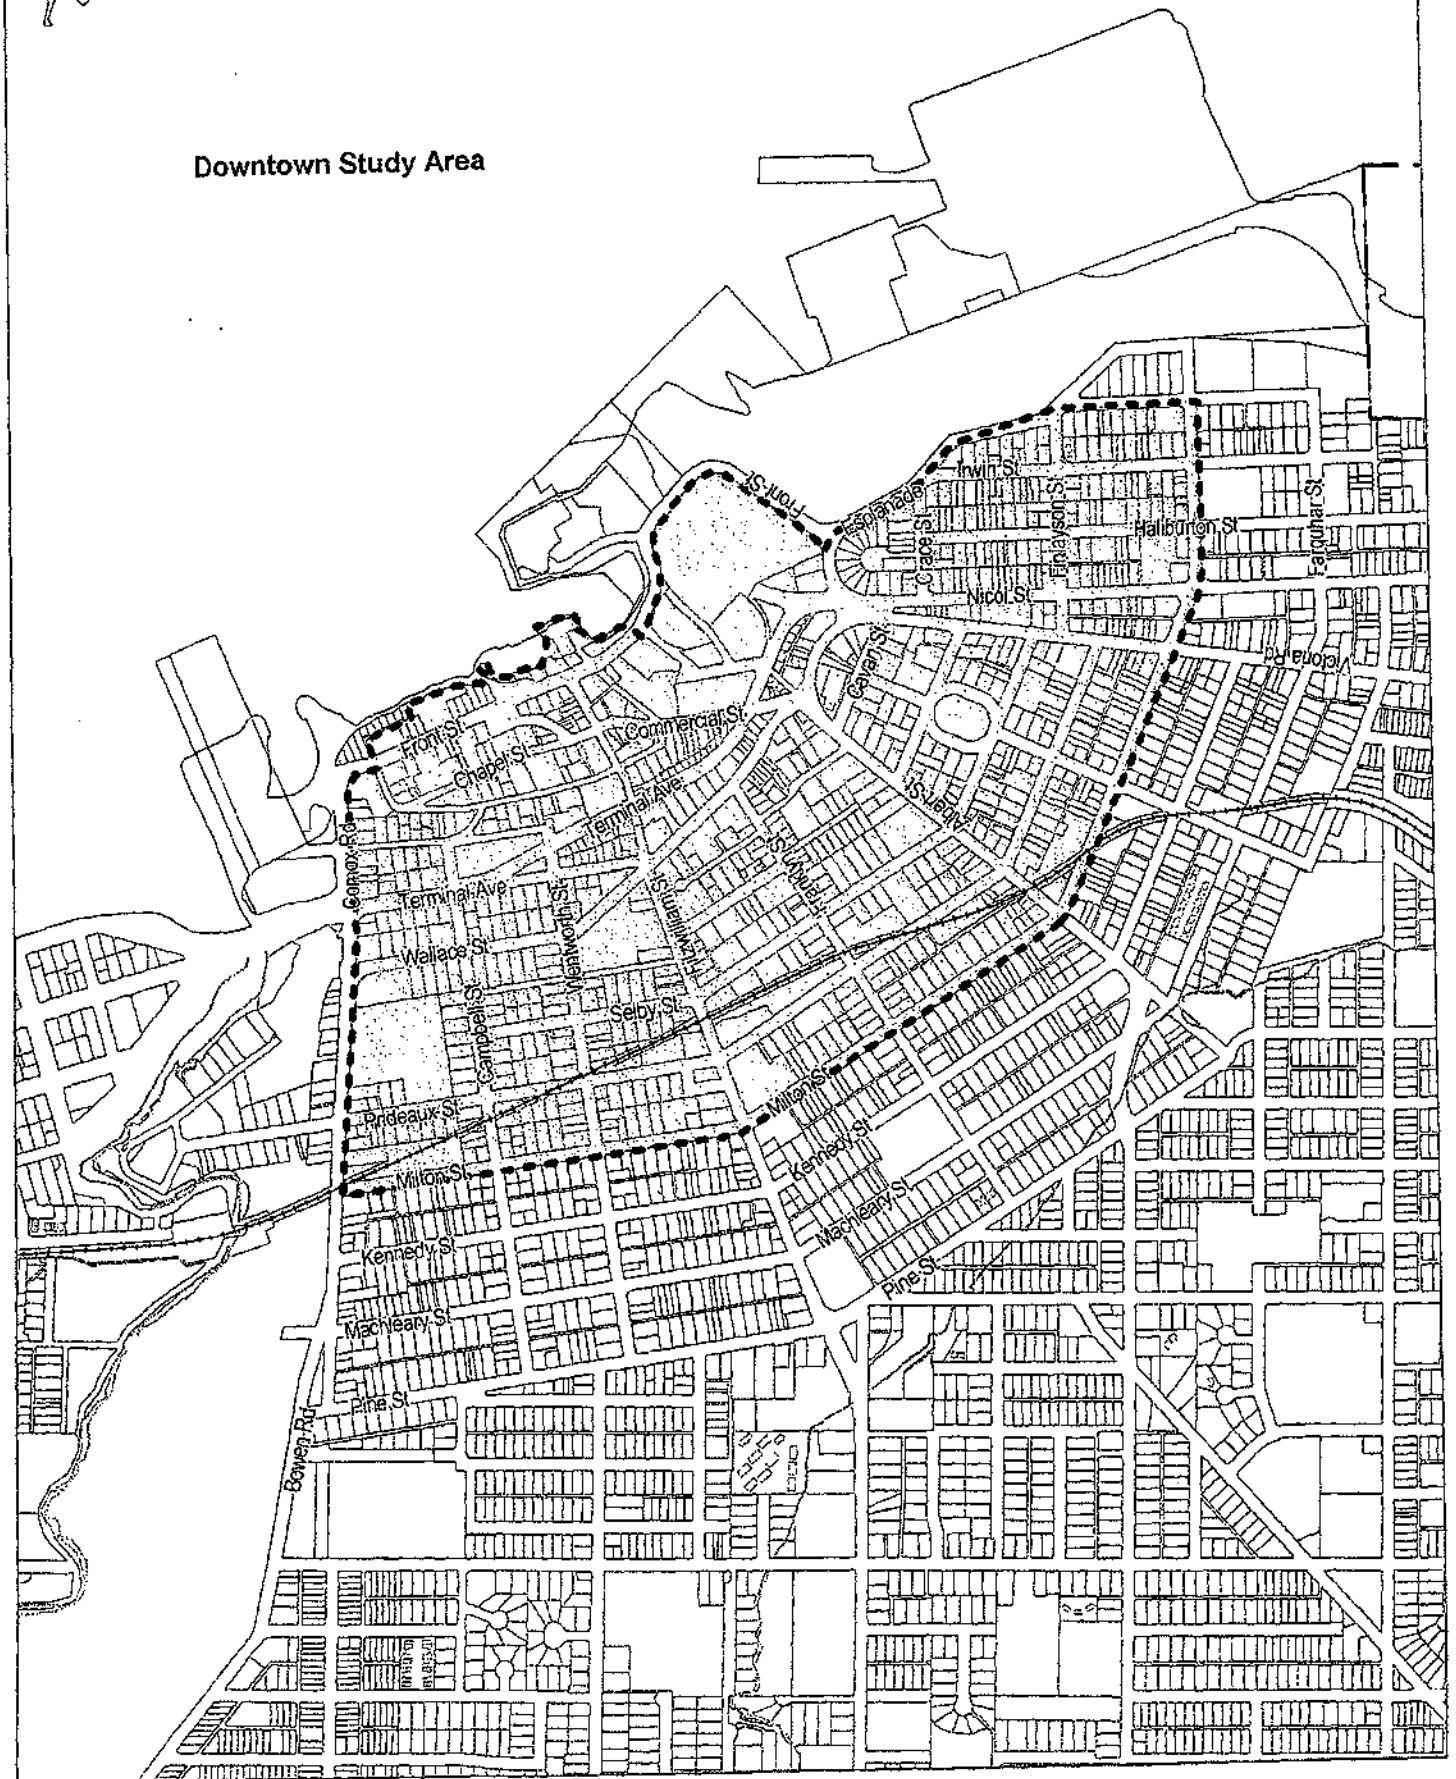 Downtown Study Area
Irwin St
Front St
Esplanade
Grace St
Finlayson St
Haliburton St
Farquhar St
Nicol St
Victoria Rd
Cavan St
Front St
Commercial St
Chapel St
Terminal Ave
Albert St
Comox Rd
Franklyn St
Terminal Ave
Wentworth St
Fitzwilliam St
Wallace St
Selby St
Campbell St
Prideaux St
Milton St
Milton St
Kennedy St
Kennedy St
Machleary St
Machleary St
Pine St
Pine St
Bowen Rd